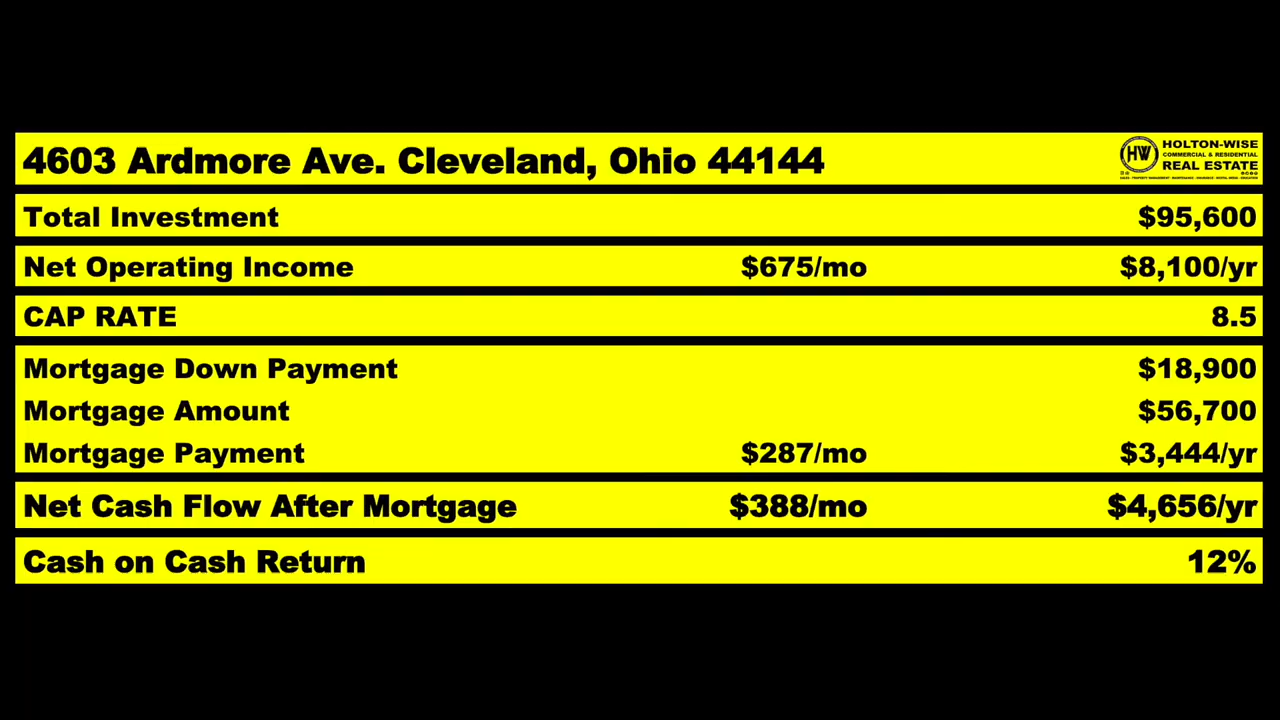 4603 Ardmore Ave. Cleveland, Ohio 44144
HW HOLTON-WISE
COMMERCIAL & RESIDENTIAL
REAL ESTATE
Total Investment $95,600
Net Operating Income $675/mo $8,100/yr
CAP RATE 8.5
Mortgage Down Payment $18,900
Mortgage Amount $56,700
Mortgage Payment $287/mo $3,444/yr
Net Cash Flow After Mortgage $388/mo $4,656/yr
Cash on Cash Return 12%